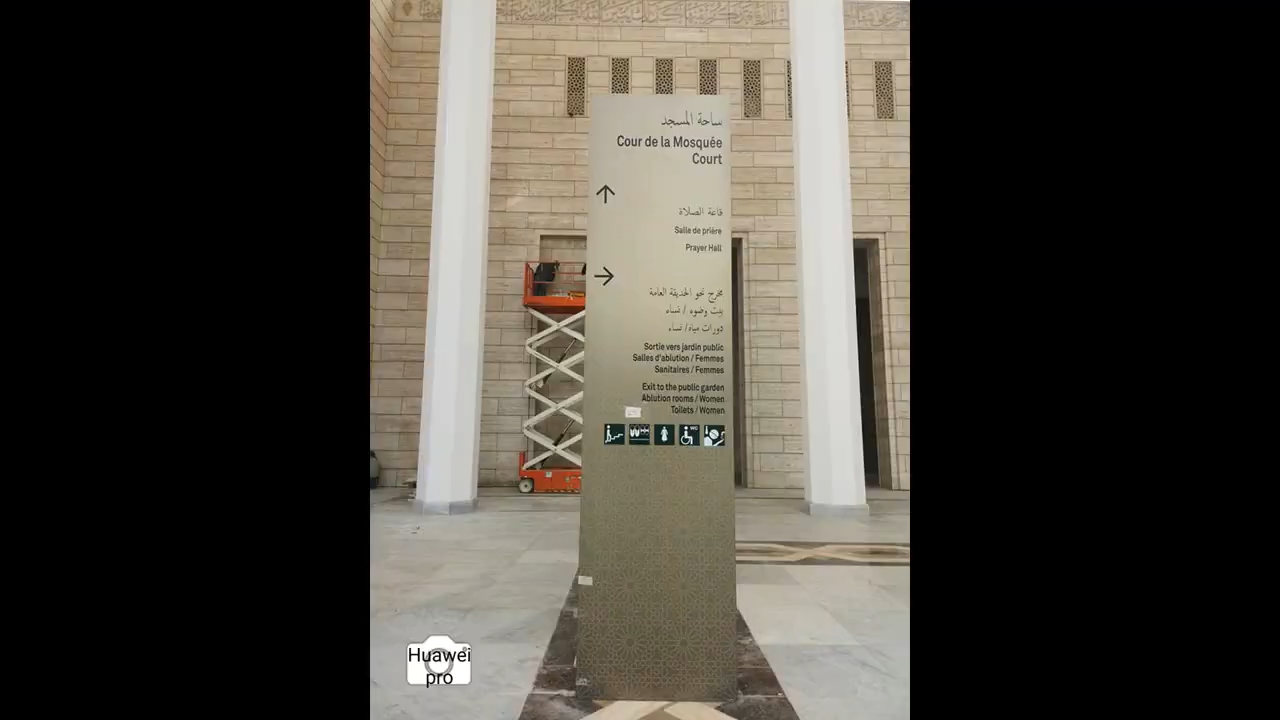 ساحة المسجد
Cour de la Mosquée
Court
قاعة الصلاة
Salle de prière
Prayer Hall
مخرج نحو الحديقة العامة
بيت وضوء / نساء
دورات مياه / نساء
Sortie vers jardin public
Salles d'ablution / Femmes
Sanitaires / Femmes
Exit to the public garden
Ablution rooms / Women
Toilets / Women
WC
Huawei
pro